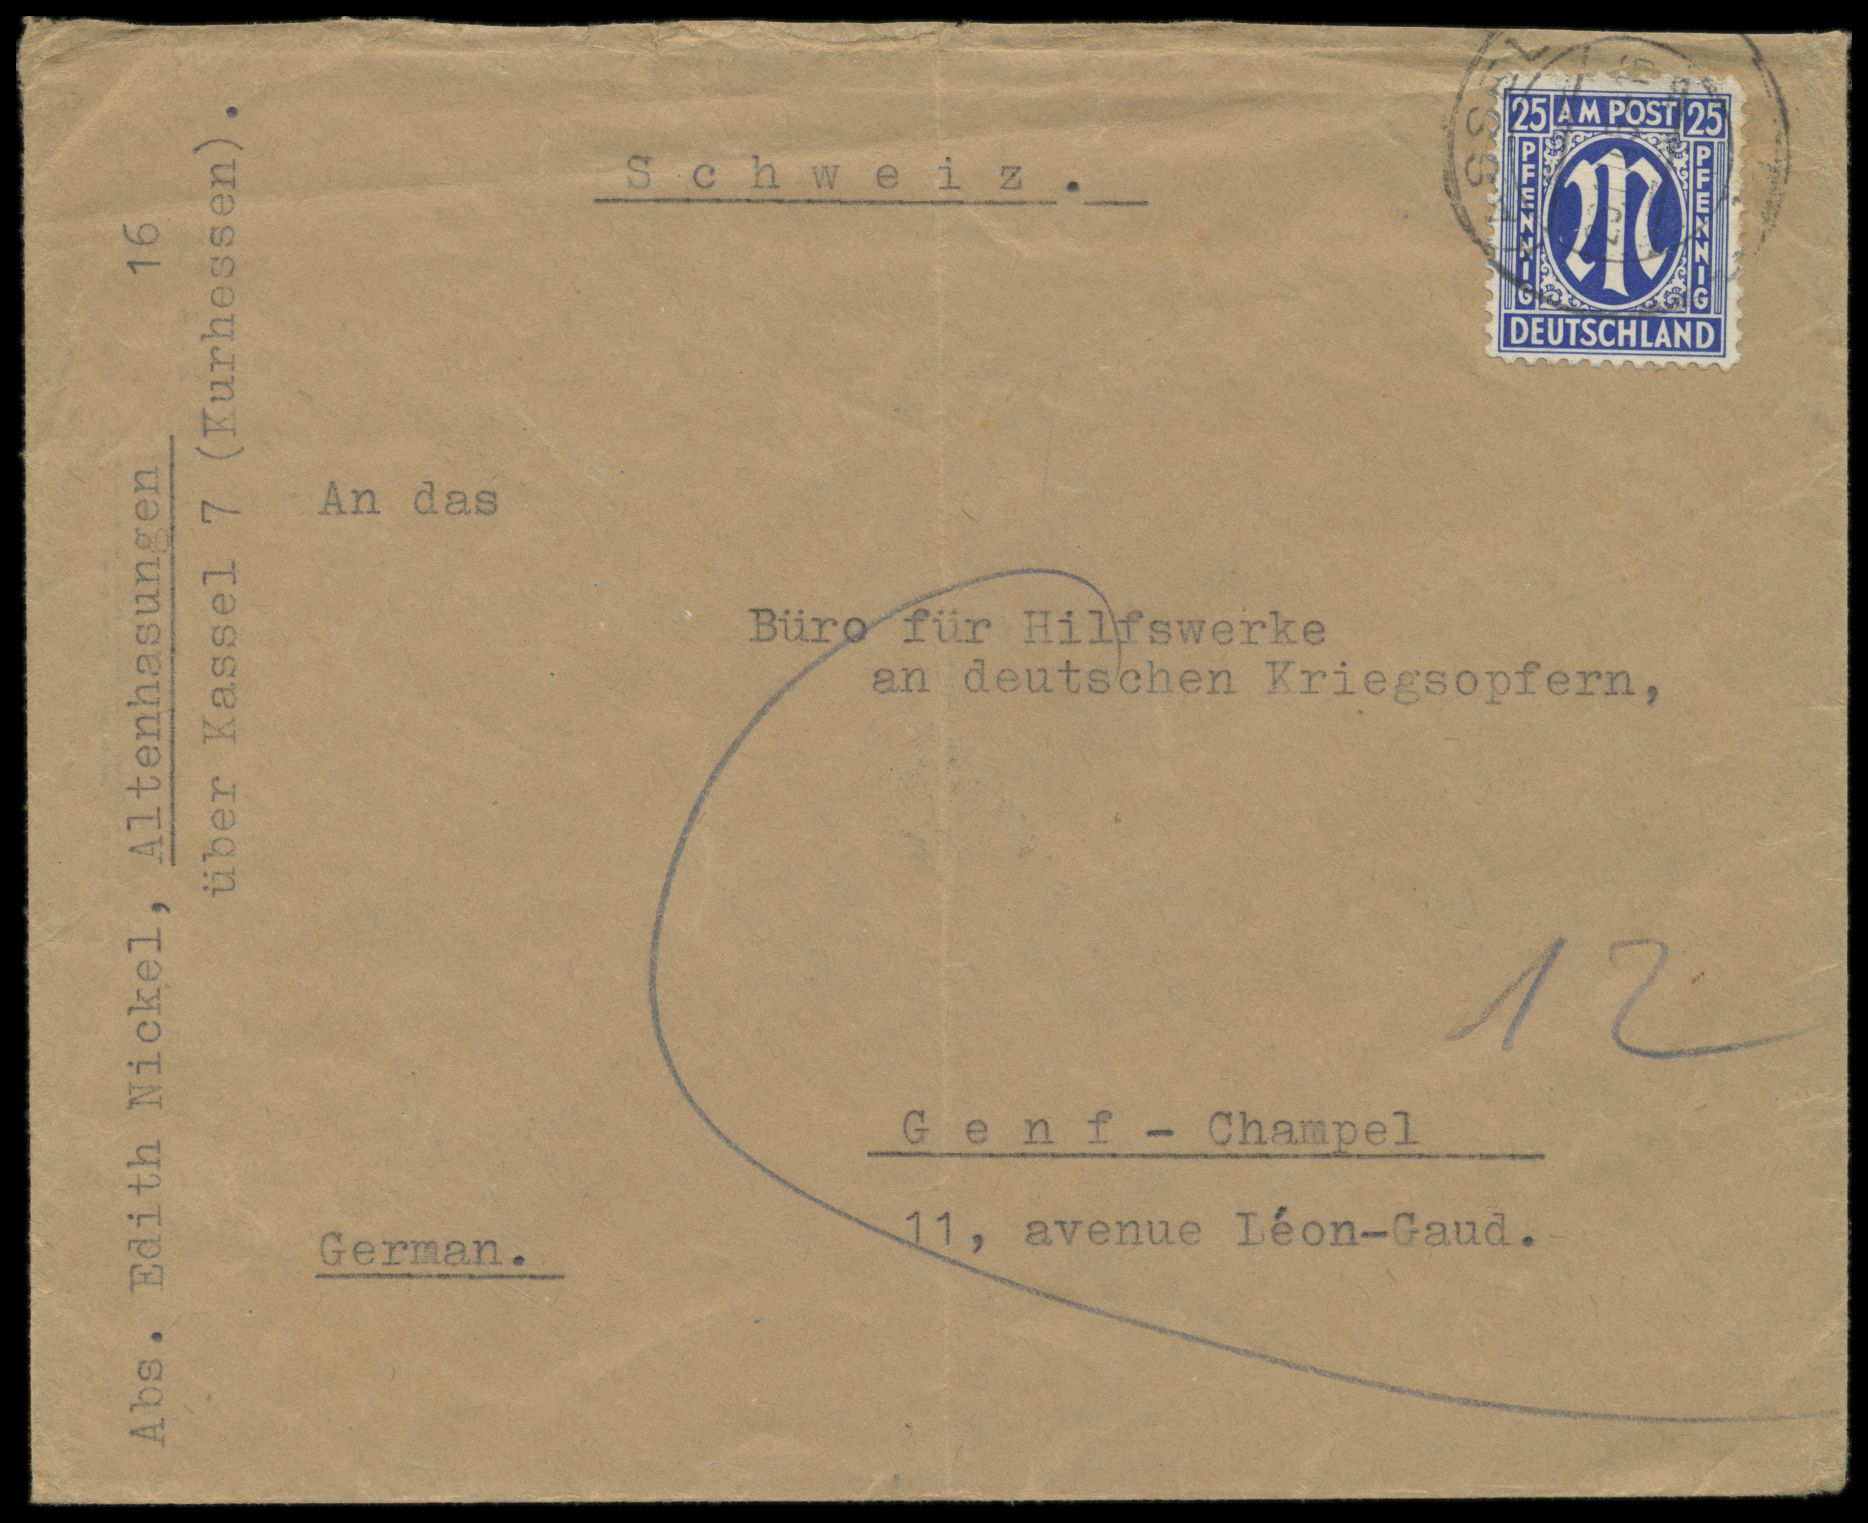 Schweiz.
25 AM POST 25
PFENNIG
PFENNIG
DEUTSCHLAND
An das
Büro für Hilfswerke
an deutschen Kriegsopfern,
12
Genf - Champel
11, avenue Léon-Gaud.
German.
Abs. Edith Nickel, Altenhasungen 16
über Kassel 7 (Kurhessen).